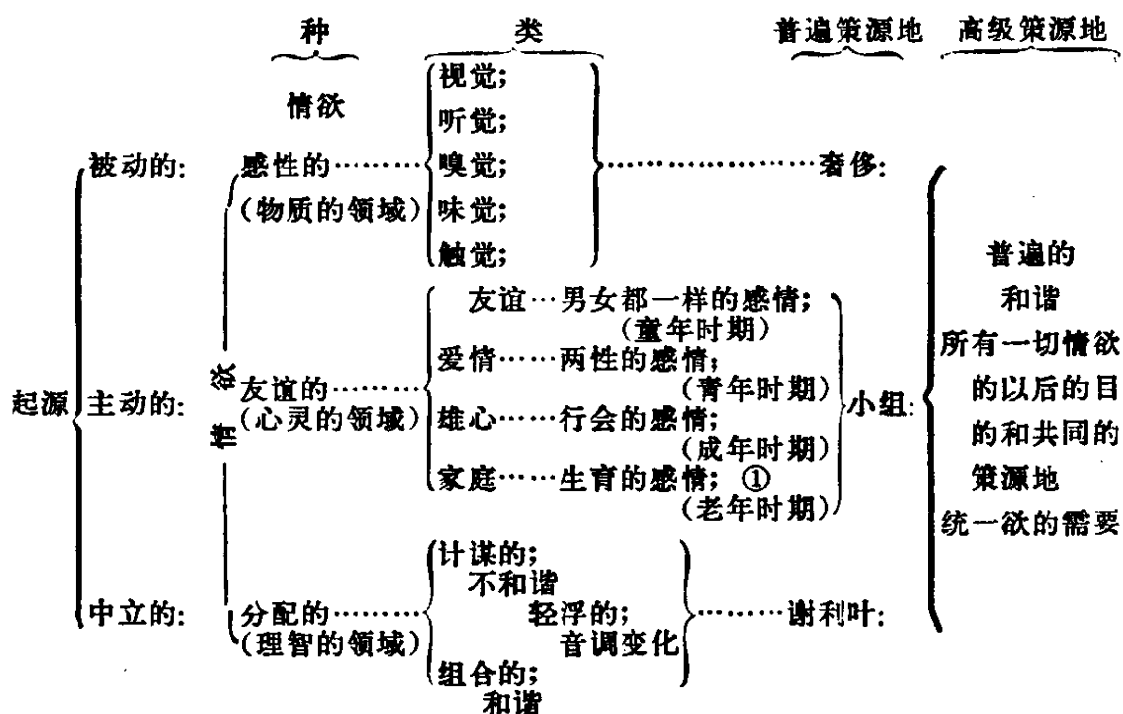 种 类 普遍策源地 高级策源地
情欲
视觉;
听觉;
被动的: 感性的………嗅觉; ……………奢侈:
(物质的领域) 味觉;
触觉;
友谊…男女都一样的感情;
(童年时期)
爱情……两性的感情;
(青年时期)
起源 主动的: 情欲 友谊的………
(心灵的领域) 雄心……行会的感情;
(成年时期)
小组:
家庭……生育的感情; ①
(老年时期)
普遍的
和谐
所有一切情欲
的以后的目
的和共同的
策源地
统一欲的需要
计谋的;
不和谐
中立的: 分配的……… 轻浮的; ………谢利叶:
(理智的领域) 音调变化
组合的;
和谐